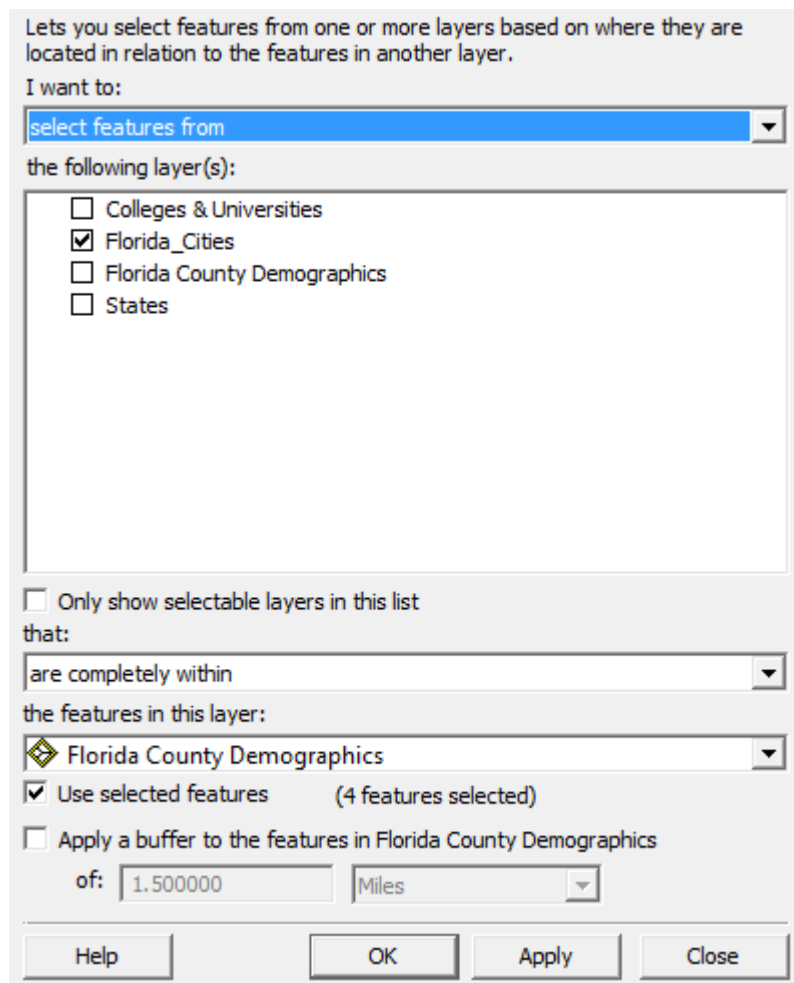 Lets you select features from one or more layers based on where they are
located in relation to the features in another layer.
I want to:
select features from
the following layer(s):
Colleges & Universities
Florida_Cities
Florida County Demographics
States
Only show selectable layers in this list
that:
are completely within
the features in this layer:
Florida County Demographics
Use selected features (4 features selected)
Apply a buffer to the features in Florida County Demographics
of: 1.500000 Miles
Help OK Apply Close